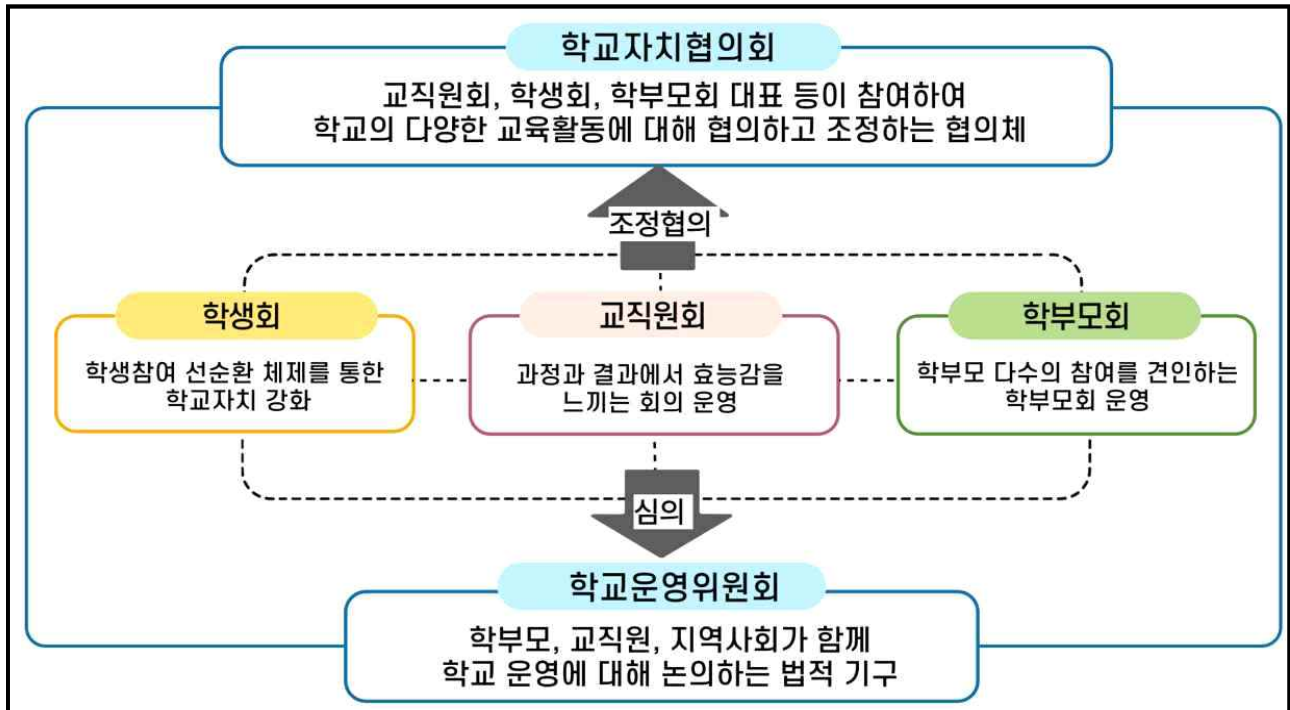 학교자치협의회
교직원회, 학생회, 학부모회 대표 등이 참여하여
학교의 다양한 교육활동에 대해 협의하고 조정하는 협의체
조정협의
학생회
학생참여 선순환 체제를 통한
학교자치 강화
교직원회
과정과 결과에서 효능감을
느끼는 회의 운영
학부모회
학부모 다수의 참여를 견인하는
학부모회 운영
심의
학교운영위원회
학부모, 교직원, 지역사회가 함께
학교 운영에 대해 논의하는 법적 기구